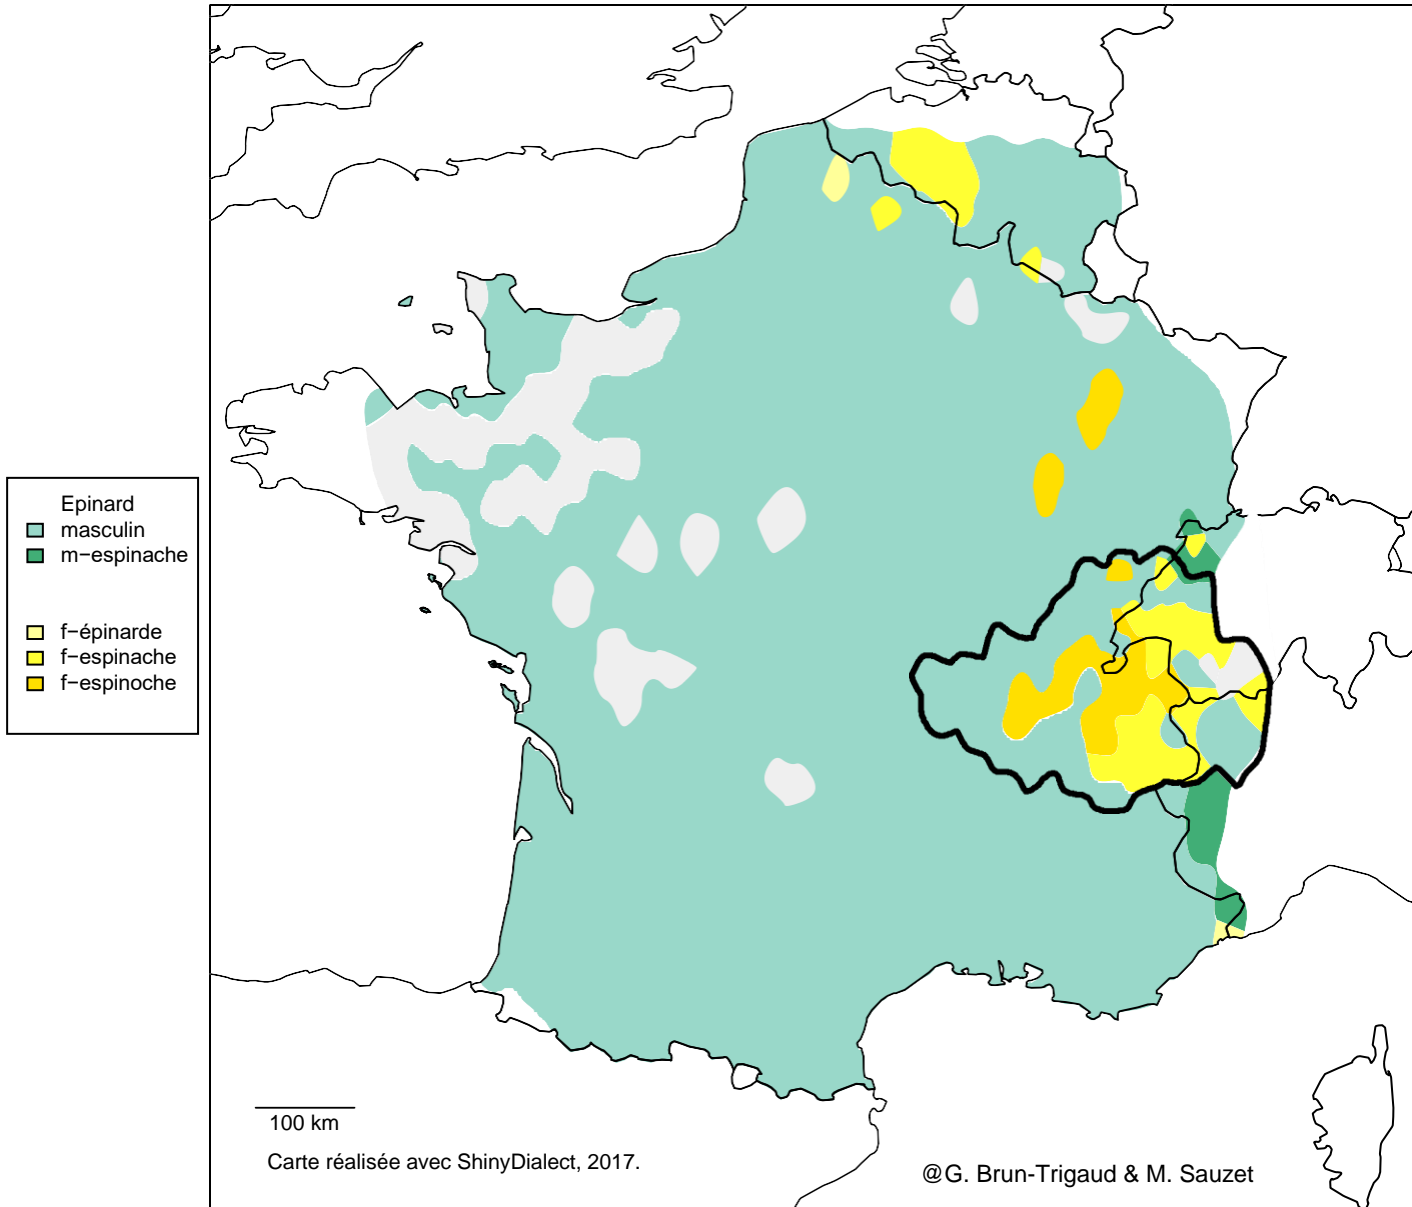 Epinard
masculin
m−espinache
f−épinarde
f−espinache
f−espinoche
100 km
Carte réalisée avec ShinyDialect, 2017.
@G. Brun-Trigaud & M. Sauzet